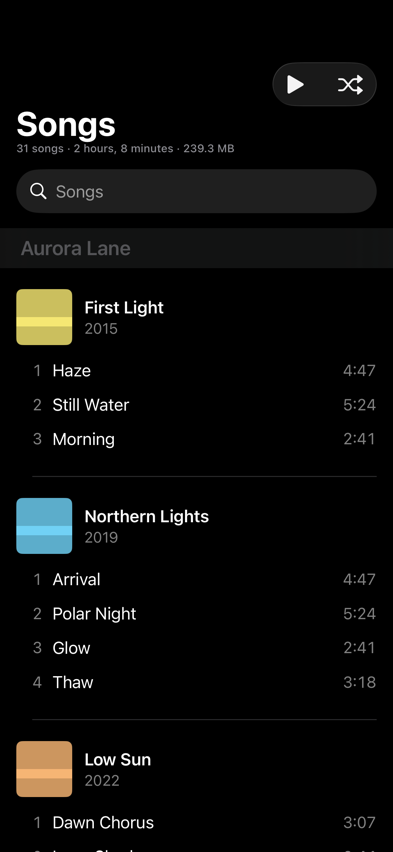 Songs
31 songs · 2 hours, 8 minutes · 239.3 MB
Songs
Aurora Lane
First Light
2015
1 Haze 4:47
2 Still Water 5:24
3 Morning 2:41
Northern Lights
2019
1 Arrival 4:47
2 Polar Night 5:24
3 Glow 2:41
4 Thaw 3:18
Low Sun
2022
1 Dawn Chorus 3:07